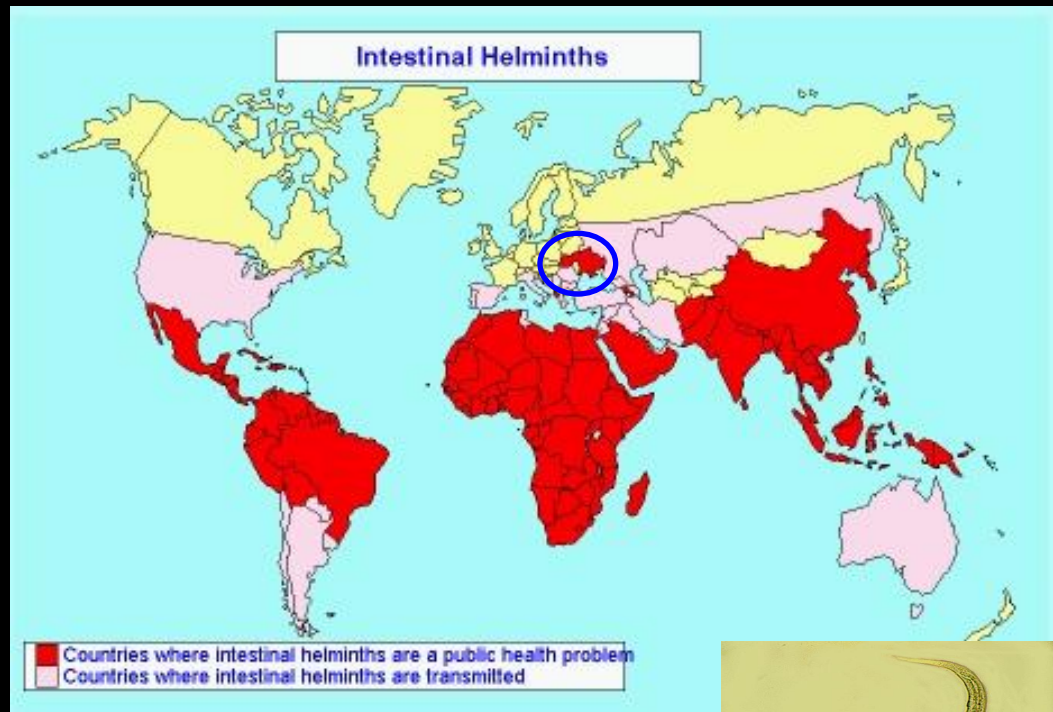 Intestinal Helminths
Countries where intestinal helminths are a public health problem
Countries where intestinal helminths are transmitted